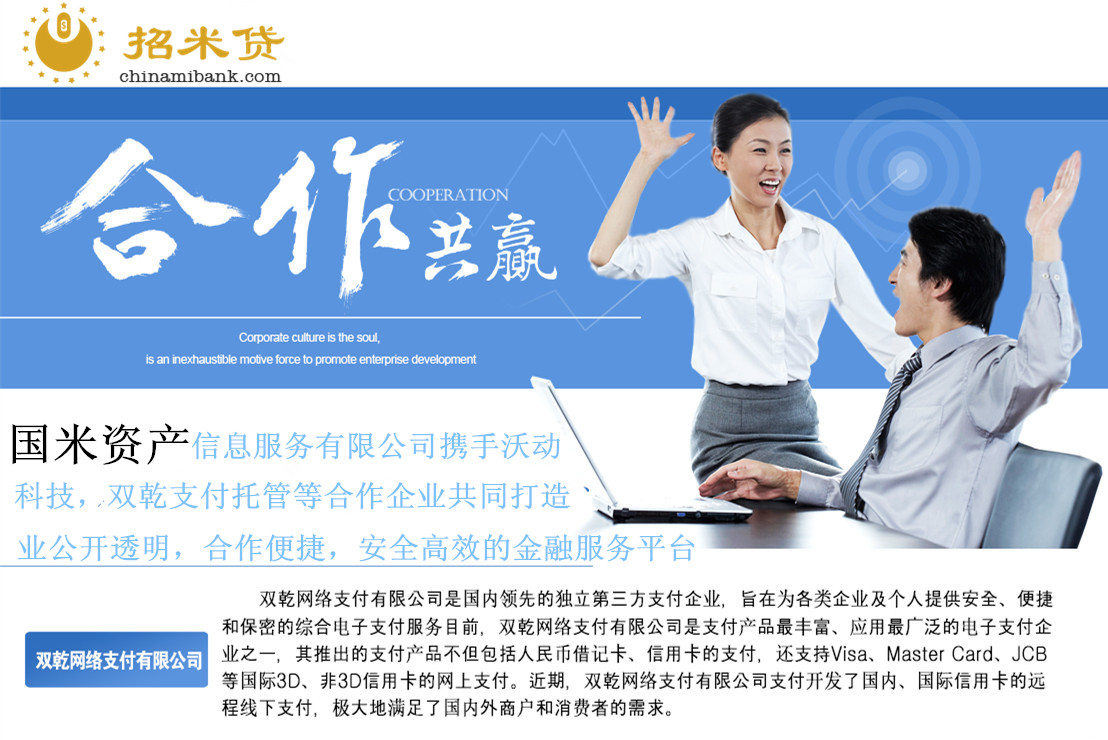 招米贷
chinamibank.com
合作
COOPERATION
共赢
Corporate culture is the soul,
is an inexhaustible motive force to promote enterprise development
国米资产信息服务有限公司携手沃动
科技，双乾支付托管等合作企业共同打造
业公开透明，合作便捷，安全高效的金融服务平台
双乾网络支付有限公司
双乾网络支付有限公司是国内领先的独立第三方支付企业，旨在为各类企业及个人提供安全、便捷
和保密的综合电子支付服务目前，双乾网络支付有限公司是支付产品最丰富、应用最广泛的电子支付企
业之一，其推出的支付产品不但包括人民币借记卡、信用卡的支付，还支持Visa、Master Card、JCB
等国际3D、非3D信用卡的网上支付。近期，双乾网络支付有限公司支付开发了国内、国际信用卡的远
程线下支付，极大地满足了国内外商户和消费者的需求。